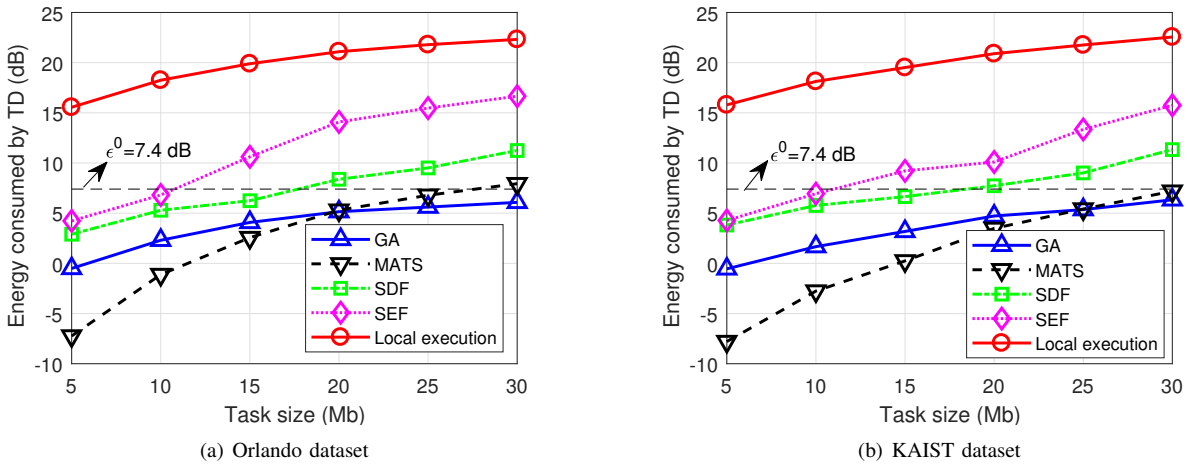 Energy consumed by TD (dB)
25
20
15
10
5
0
-5
-10
ϵ⁰=7.4 dB
GA
MATS
SDF
SEF
Local execution
5 10 15 20 25 30
Task size (Mb)
(a) Orlando dataset
Energy consumed by TD (dB)
25
20
15
10
5
0
-5
-10
ϵ⁰=7.4 dB
GA
MATS
SDF
SEF
Local execution
5 10 15 20 25 30
Task size (Mb)
(b) KAIST dataset